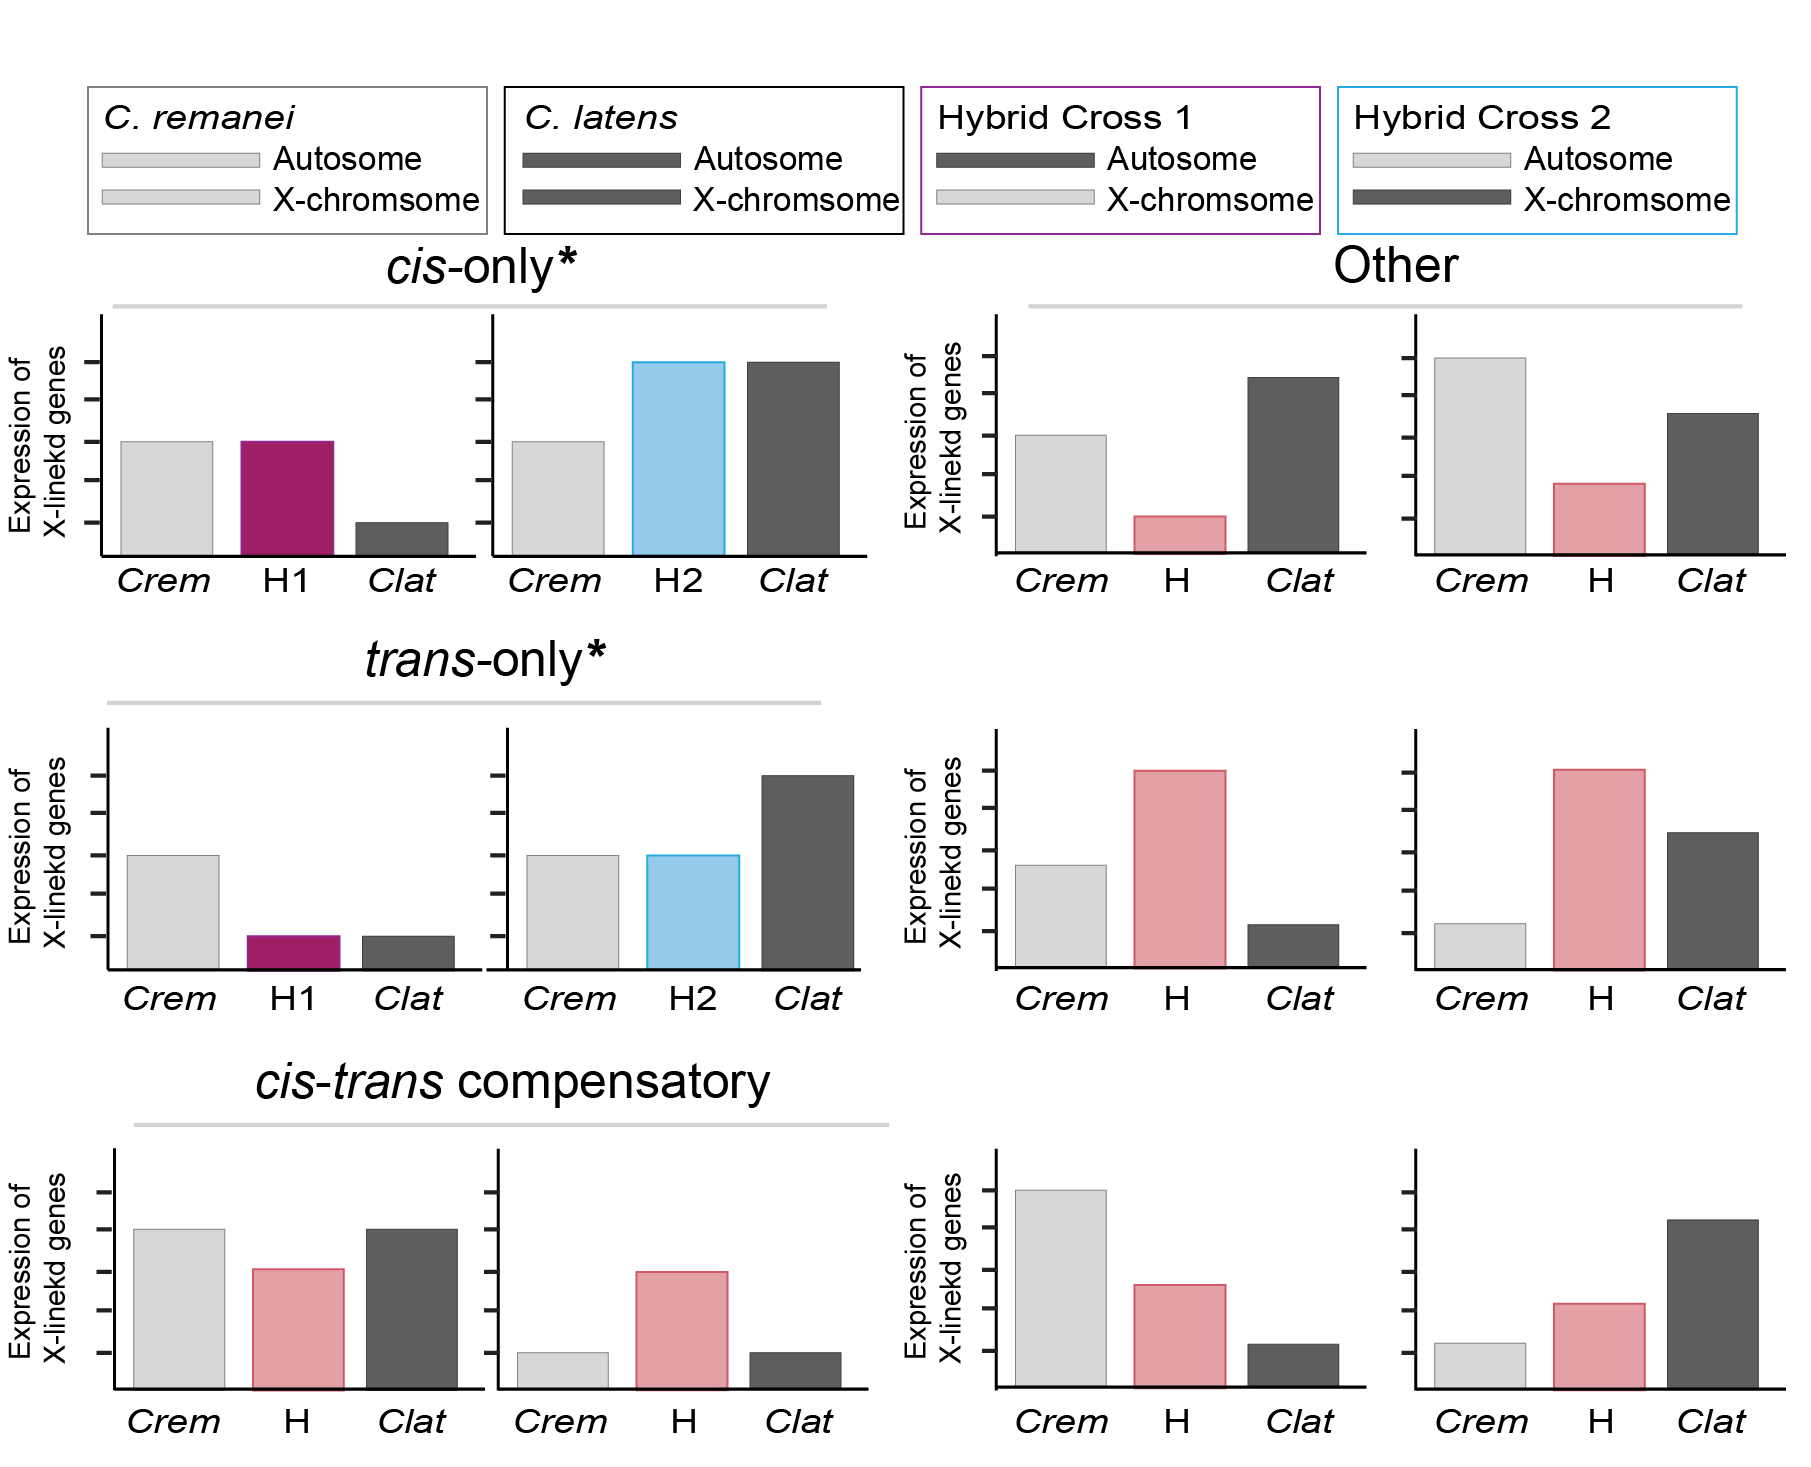 C. remanei
Autosome
X-chromsome
C. latens
Autosome
X-chromsome
Hybrid Cross 1
Autosome
X-chromsome
Hybrid Cross 2
Autosome
X-chromsome
cis-only*
Expression of
X-linekd genes
Crem H1 Clat
Crem H2 Clat
Other
Expression of
X-linekd genes
Crem H Clat
Crem H Clat
trans-only*
Expression of
X-linekd genes
Crem H1 Clat
Crem H2 Clat
Expression of
X-linekd genes
Crem H Clat
Crem H Clat
cis-trans compensatory
Expression of
X-linekd genes
Crem H Clat
Crem H Clat
Expression of
X-linekd genes
Crem H Clat
Crem H Clat